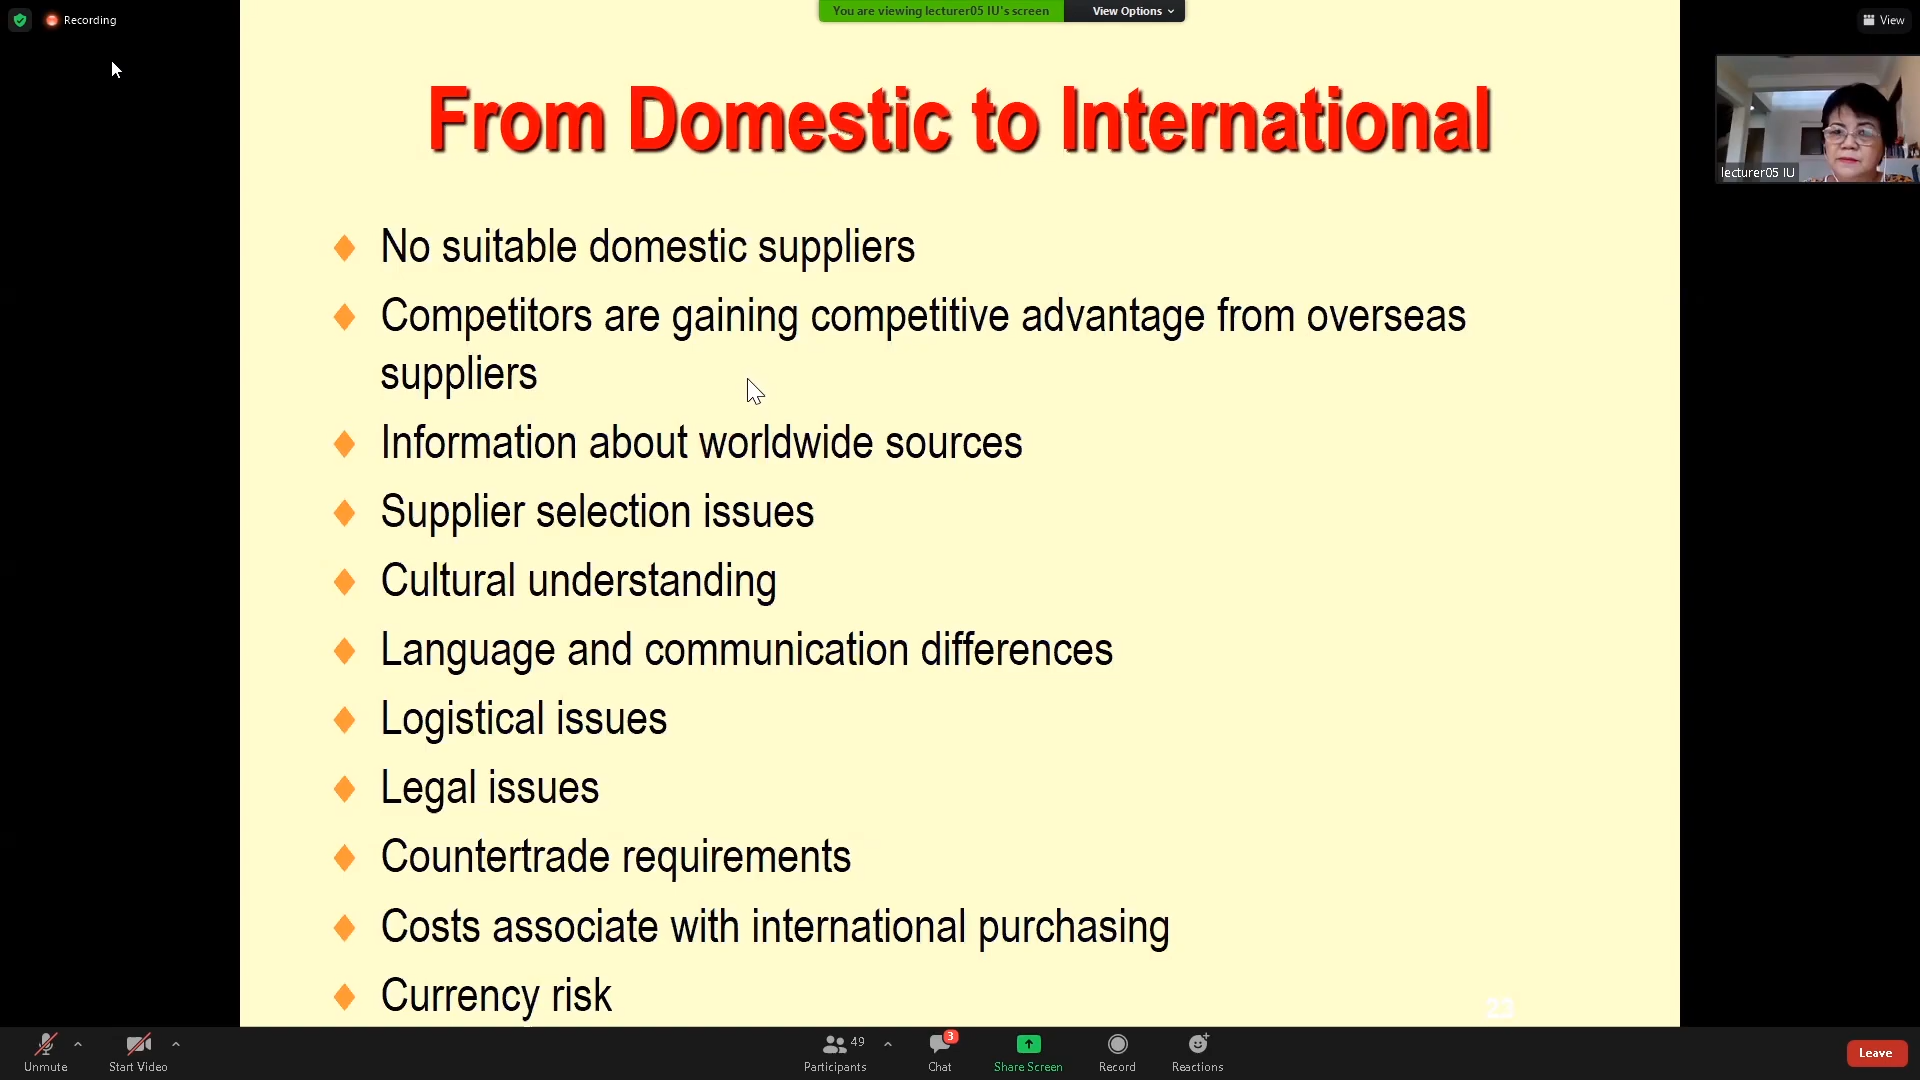 Recording
You are viewing lecturer05 IU's screen
View Options
View
From Domestic to International
lecturer05 IU
No suitable domestic suppliers
Competitors are gaining competitive advantage from overseas
suppliers
Information about worldwide sources
Supplier selection issues
Cultural understanding
Language and communication differences
Logistical issues
Legal issues
Countertrade requirements
Costs associate with international purchasing
Currency risk
23
Unmute
Start Video
49
Participants
3
Chat
Share Screen
Record
Reactions
Leave